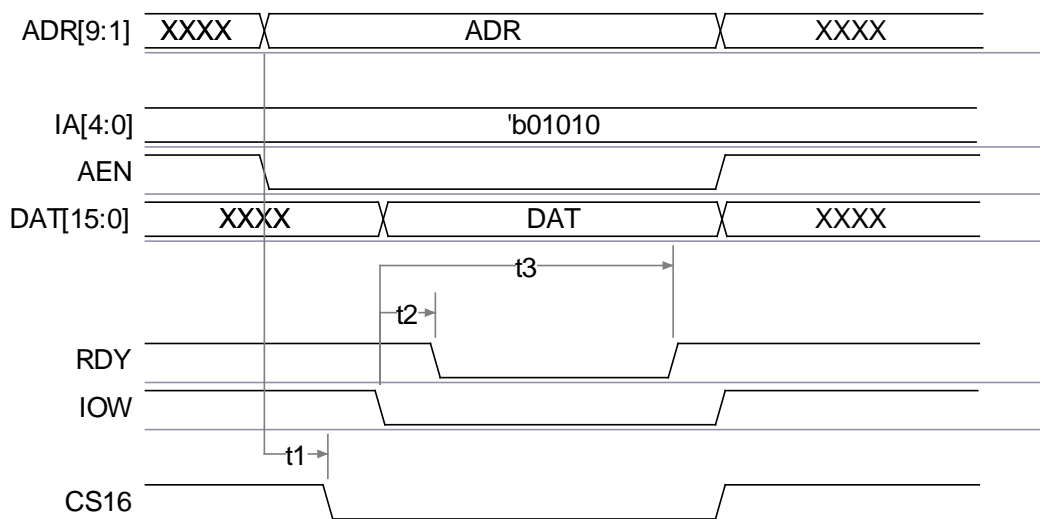 ADR[9:1] XXXX ADR XXXX
IA[4:0] 'b01010
AEN
DAT[15:0] XXXX DAT XXXX
t3
t2
RDY
IOW
t1
CS16